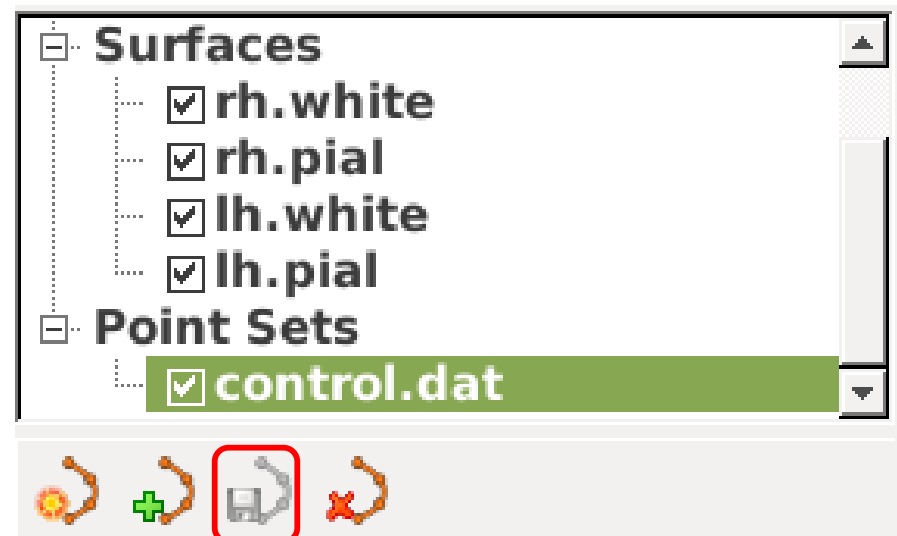 Surfaces
rh.white
rh.pial
lh.white
lh.pial
Point Sets
control.dat